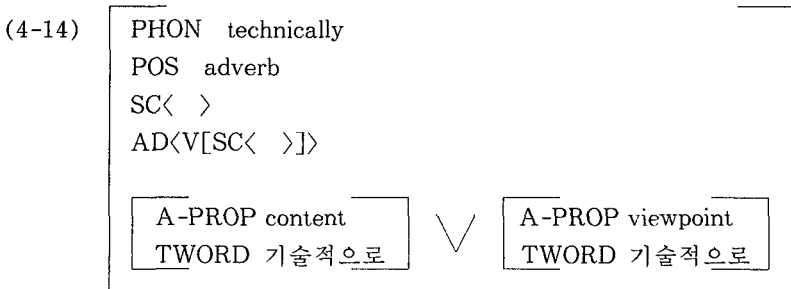 (4-14) PHON technically
POS adverb
SC〈 〉
AD〈V[SC〈 〉]〉
A-PROP content ∨ A-PROP viewpoint
TWORD 기술적으로 TWORD 기술적으로